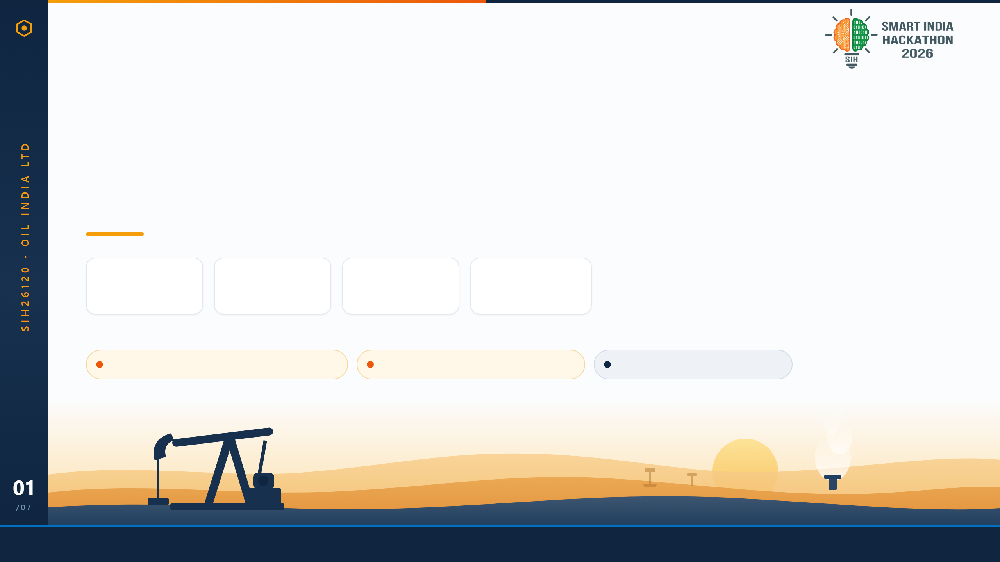 SMART INDIA
HACKATHON
2026
SIH
SIH26120 · OIL INDIA LTD
01
/07